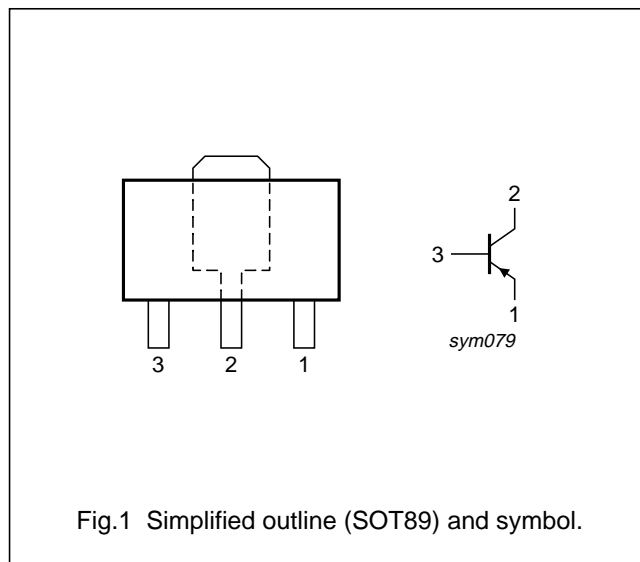 2
3
1
sym079
3 2 1
Fig.1 Simplified outline (SOT89) and symbol.